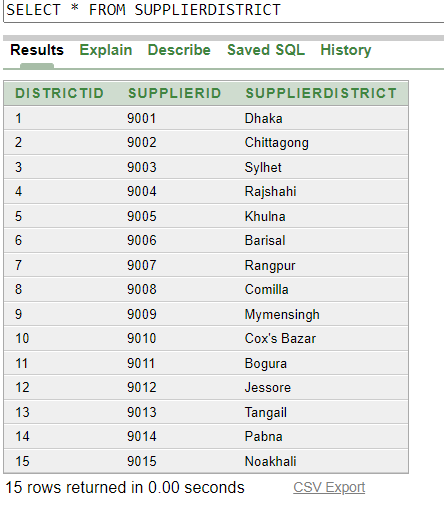 SELECT * FROM SUPPLIERDISTRICT
Results Explain Describe Saved SQL History
DISTRICTID SUPPLIERID SUPPLIERDISTRICT
1 9001 Dhaka
2 9002 Chittagong
3 9003 Sylhet
4 9004 Rajshahi
5 9005 Khulna
6 9006 Barisal
7 9007 Rangpur
8 9008 Comilla
9 9009 Mymensingh
10 9010 Cox's Bazar
11 9011 Bogura
12 9012 Jessore
13 9013 Tangail
14 9014 Pabna
15 9015 Noakhali
15 rows returned in 0.00 seconds CSV Export